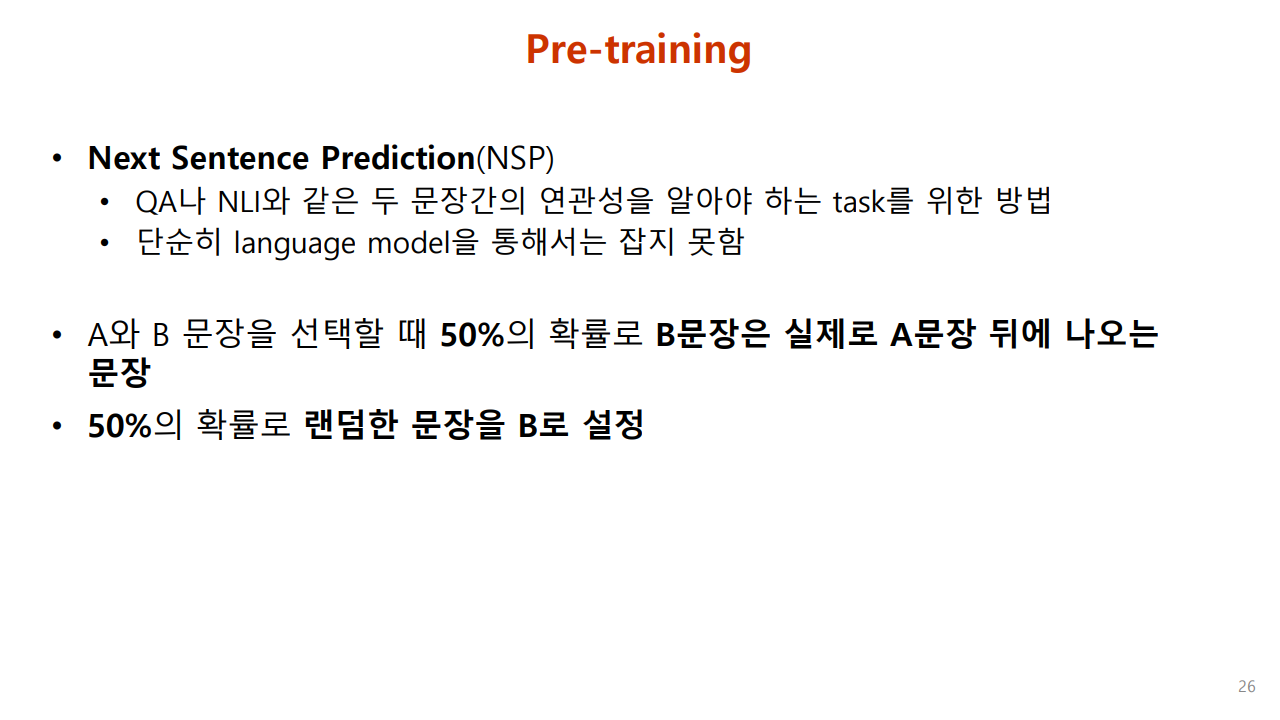 Pre-training
• Next Sentence Prediction(NSP)
• QA나 NLI와 같은 두 문장간의 연관성을 알아야 하는 task를 위한 방법
• 단순히 language model을 통해서는 잡지 못함
• A와 B 문장을 선택할 때 50%의 확률로 B문장은 실제로 A문장 뒤에 나오는
문장
• 50%의 확률로 랜덤한 문장을 B로 설정
26